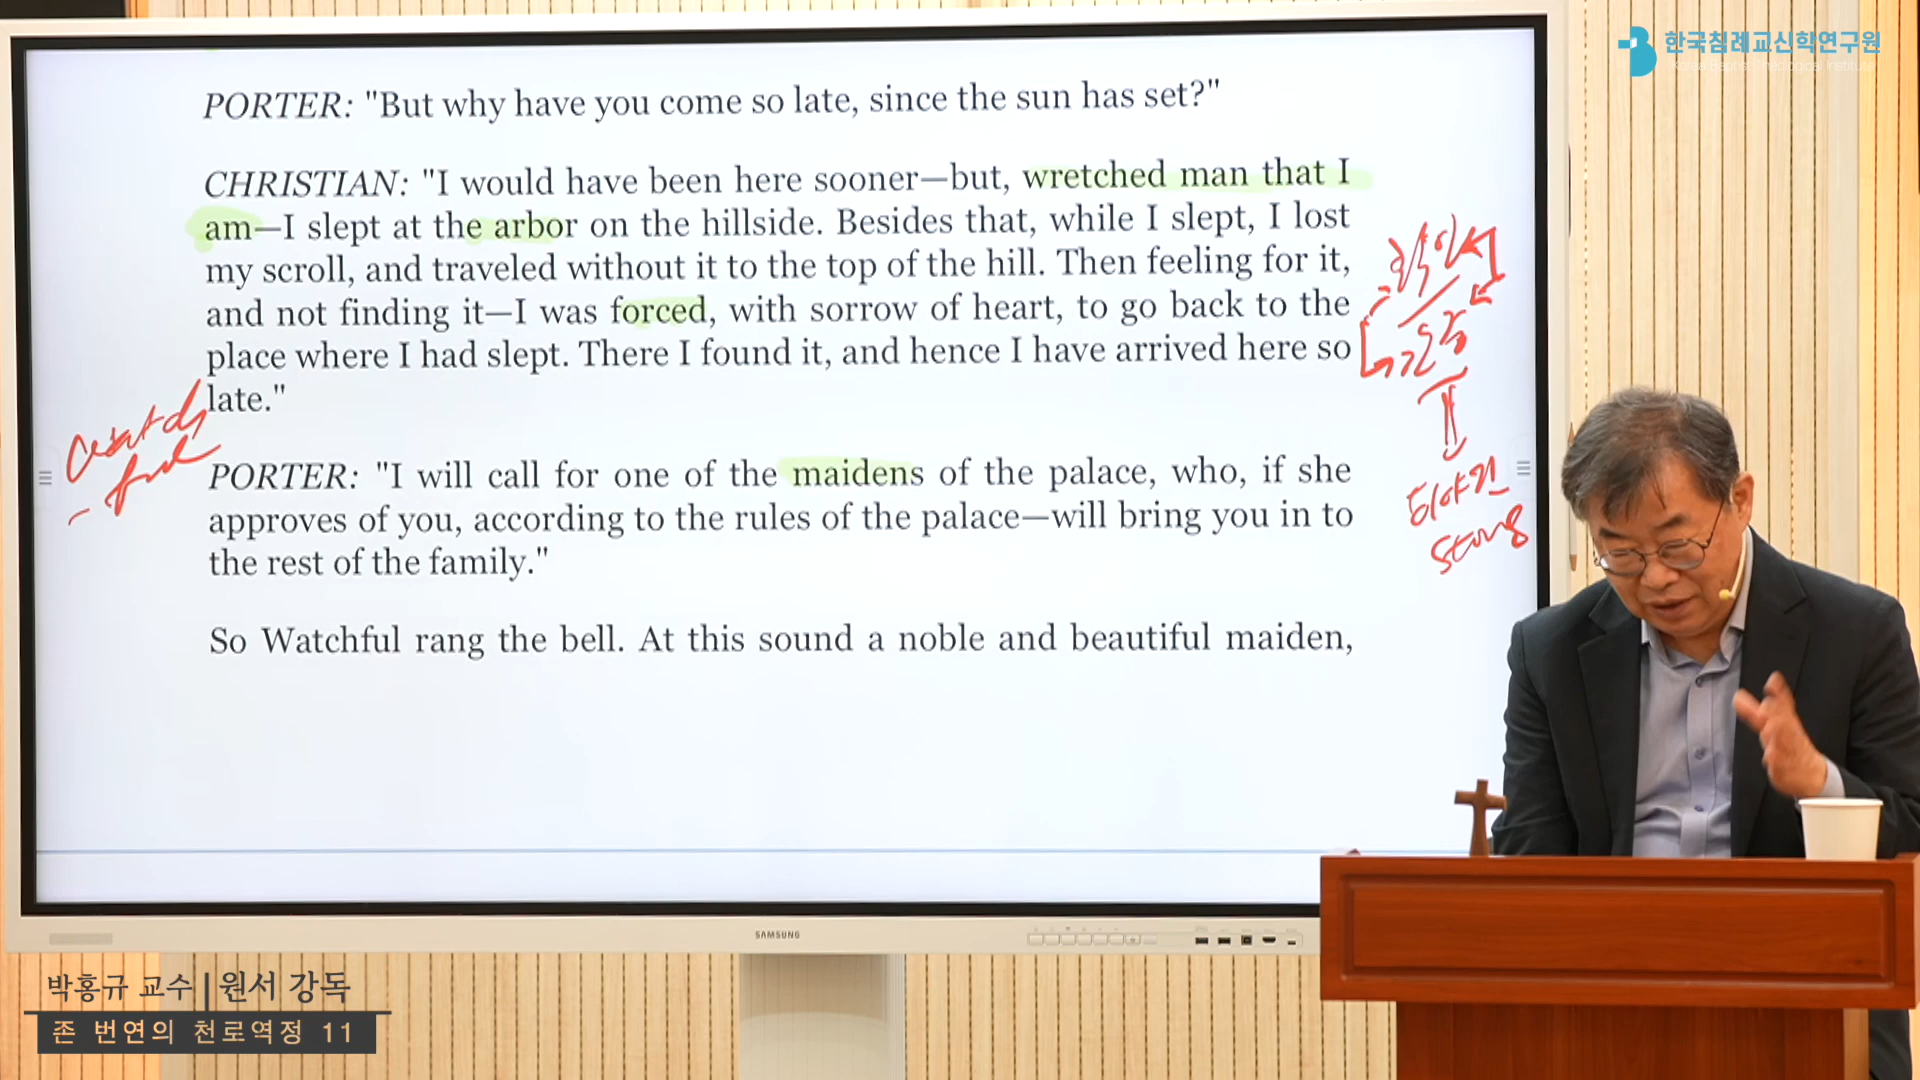 한국침례교신학연구원
PORTER: "But why have you come so late, since the sun has set?"
CHRISTIAN: "I would have been here sooner—but, wretched man that I
am—I slept at the arbor on the hillside. Besides that, while I slept, I lost
my scroll, and traveled without it to the top of the hill. Then feeling for it,
and not finding it—I was forced, with sorrow of heart, to go back to the
place where I had slept. There I found it, and hence I have arrived here so
late."
PORTER: "I will call for one of the maidens of the palace, who, if she
approves of you, according to the rules of the palace—will bring you in to
the rest of the family."
So Watchful rang the bell. At this sound a noble and beautiful maiden,
SAMSUNG
박홍규 교수 | 원서 강독
존 번연의 천로역정 11